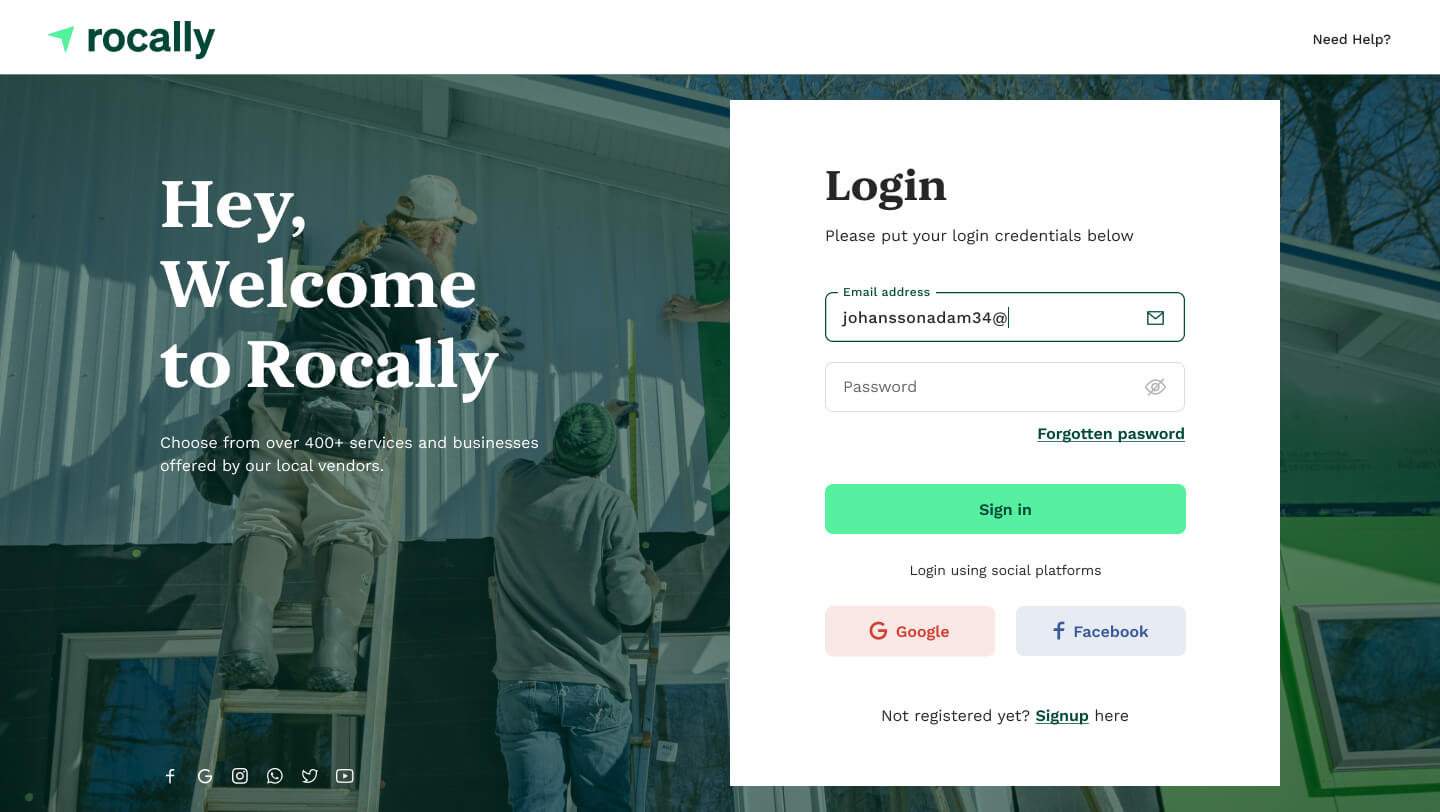 rocally
Need Help?
Hey,
Welcome
to Rocally
Choose from over 400+ services and businesses
offered by our local vendors.
Login
Please put your login credentials below
Email address
johanssonadam34@
Password
Forgotten pasword
Sign in
Login using social platforms
Google
Facebook
Not registered yet? Signup here